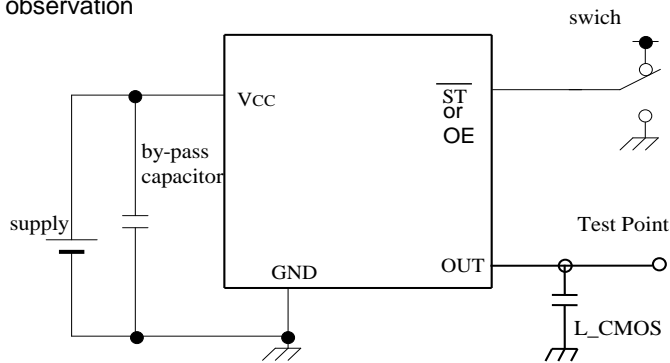 observation
swich
VCC
ST
or
OE
by-pass
capacitor
supply
Test Point
GND
OUT
L_CMOS